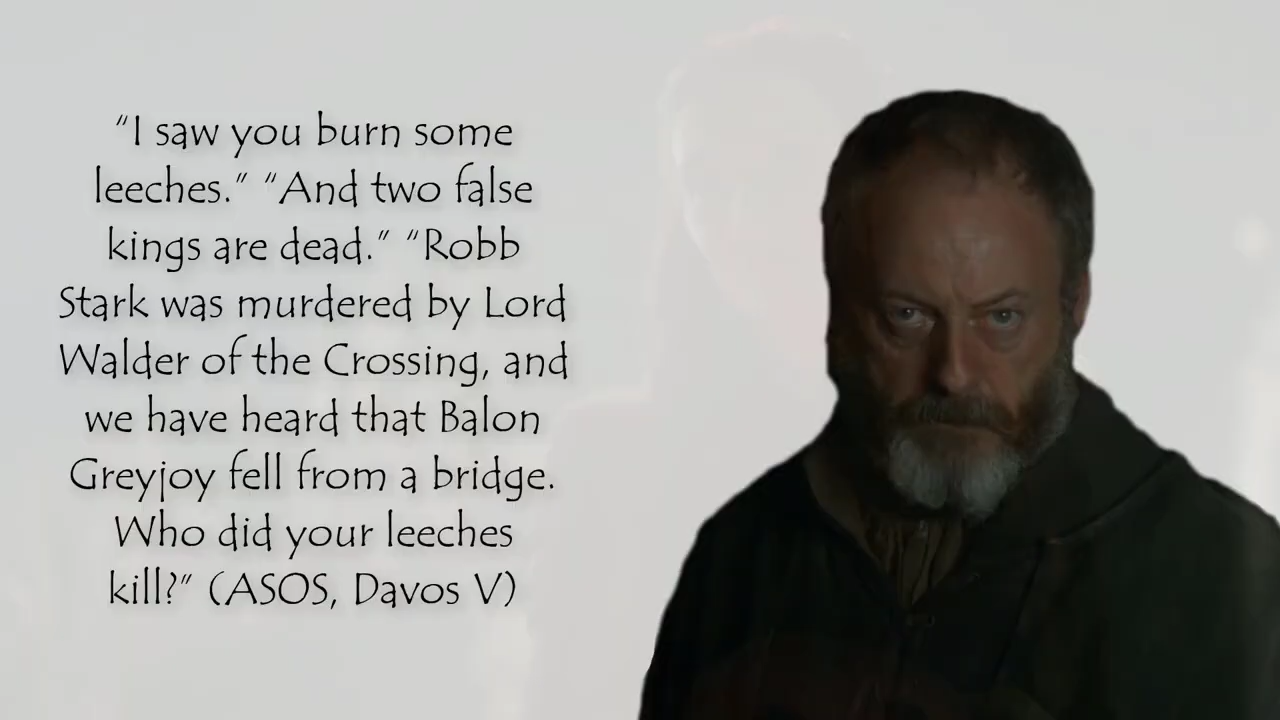 “I saw you burn some
leeches.” “And two false
kings are dead.” “Robb
Stark was murdered by Lord
Walder of the Crossing, and
we have heard that Balon
Greyjoy fell from a bridge.
Who did your leeches
kill?” (ASOS, Davos V)